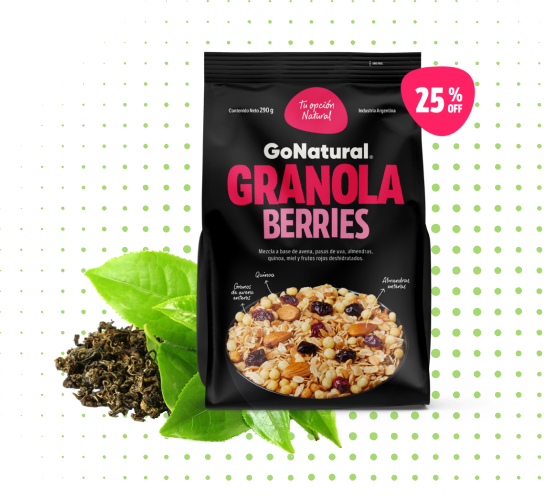 Tu opción
Natural
Contenido Neto 290 g
Industria Argentina
25% OFF
GoNatural®
GRANOLA
BERRIES
Mezcla a base de avena, pasas de uva, almendras,
quinoa, miel y frutos rojos deshidratados.
Quinoa
Granos
de avena
enteros
Almendras
enteras